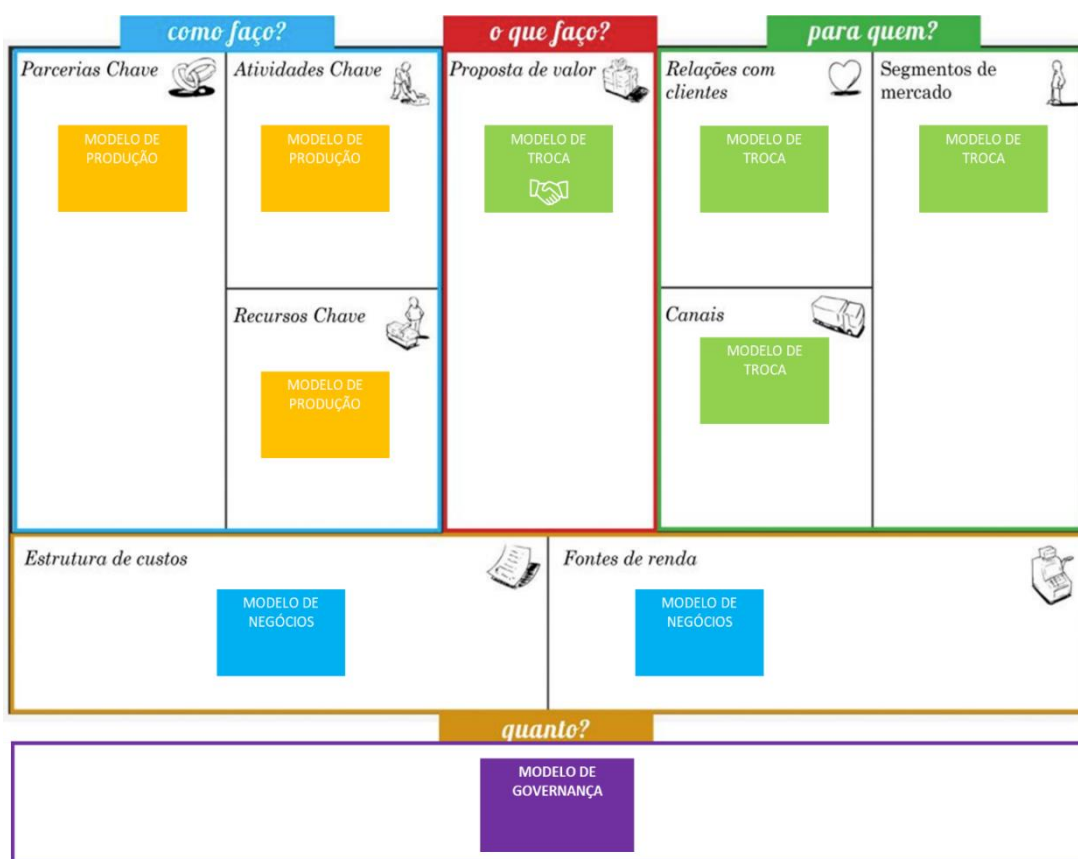 como faço?
o que faço?
para quem?
Parcerias Chave
MODELO DE
PRODUÇÃO
Atividades Chave
MODELO DE
PRODUÇÃO
Recursos Chave
MODELO DE
PRODUÇÃO
Proposta de valor
MODELO DE
TROCA
Relações com
clientes
MODELO DE
TROCA
Canais
MODELO DE
TROCA
Segmentos de
mercado
MODELO DE
TROCA
Estrutura de custos
MODELO DE
NEGÓCIOS
Fontes de renda
MODELO DE
NEGÓCIOS
quanto?
MODELO DE
GOVERNANÇA